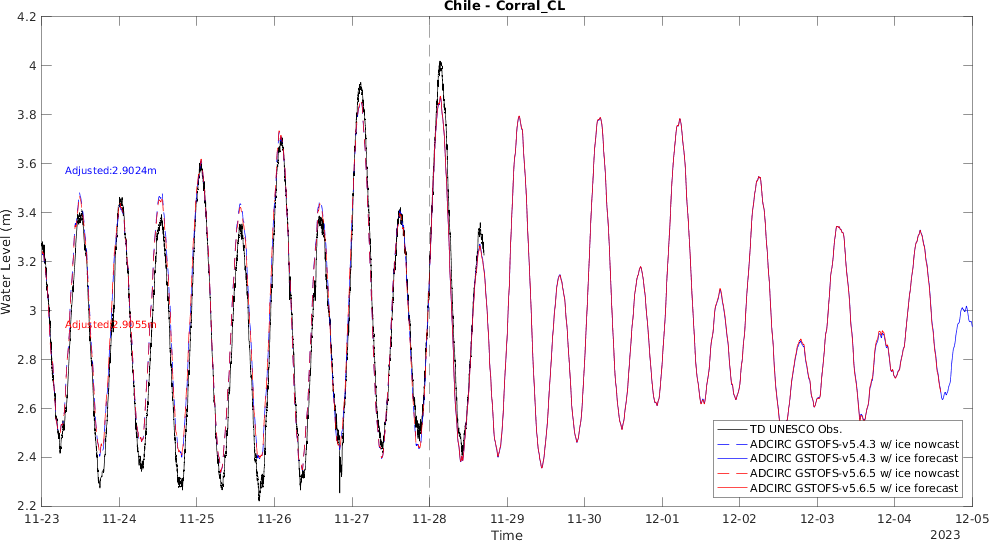 Chile - Corral_CL
4.2
4
3.8
3.6
3.4
3.2
3
2.8
2.6
2.4
2.2
Water Level (m)
Adjusted:2.9024m
Adjusted:2.9055m
TD UNESCO Obs.
ADCIRC GSTOFS-v5.4.3 w/ ice nowcast
ADCIRC GSTOFS-v5.4.3 w/ ice forecast
ADCIRC GSTOFS-v5.6.5 w/ ice nowcast
ADCIRC GSTOFS-v5.6.5 w/ ice forecast
11-23 11-24 11-25 11-26 11-27 11-28 11-29 11-30 12-01 12-02 12-03 12-04 12-05
Time
2023